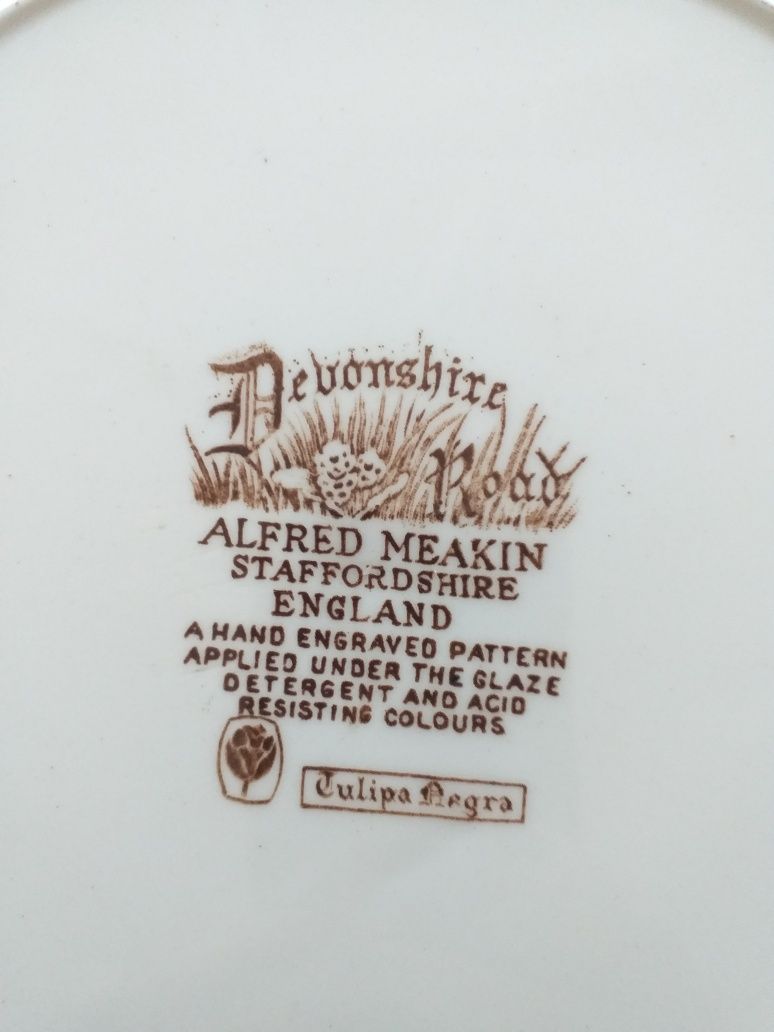 Devonshire
Road
ALFRED MEAKIN
STAFFORDSHIRE
ENGLAND
A HAND ENGRAVED PATTERN
APPLIED UNDER THE GLAZE
DETERGENT AND ACID
RESISTING COLOURS
Tulipa Negra